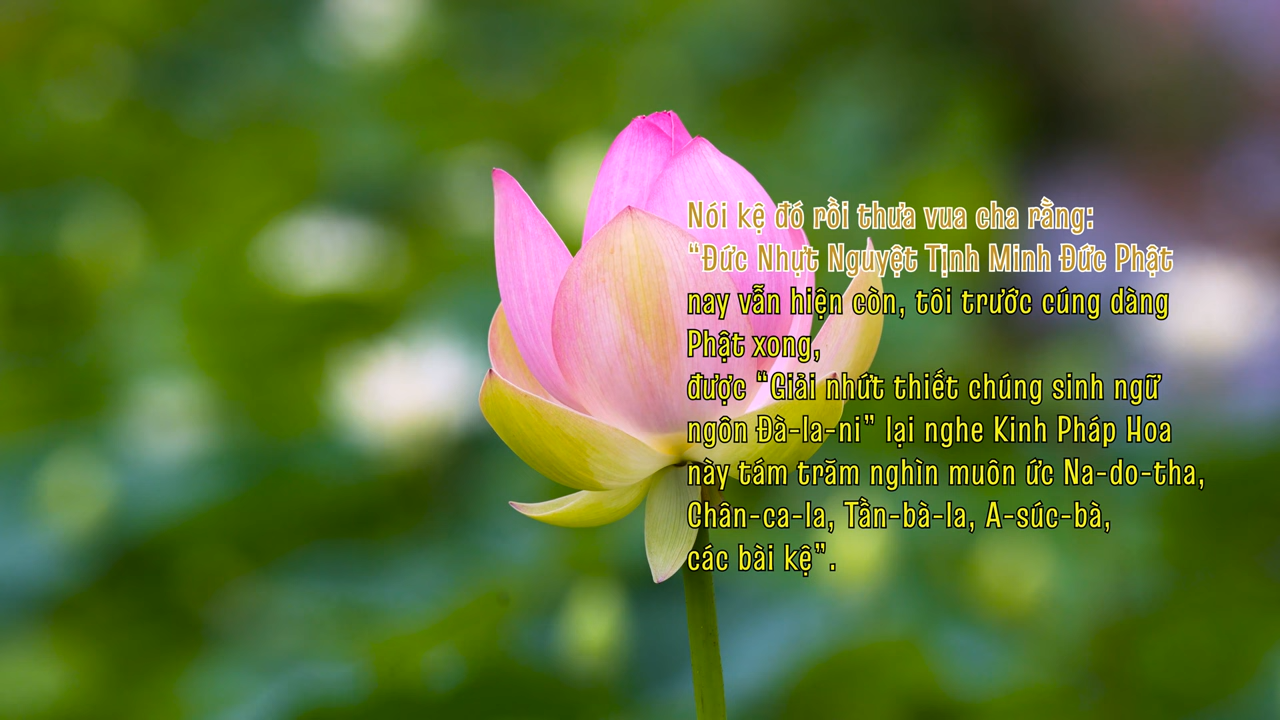 Nói kệ đó rồi thưa vua cha rằng:
“Đức Nhựt Nguyệt Tịnh Minh Đức Phật
nay vẫn hiện còn, tôi trước cúng dàng
Phật xong,
được “Giải nhứt thiết chúng sinh ngữ
ngôn Đà-la-ni” lại nghe Kinh Pháp Hoa
này tám trăm nghìn muôn ức Na-do-tha,
Chân-ca-la, Tần-bà-la, A-súc-bà,
các bài kệ”.